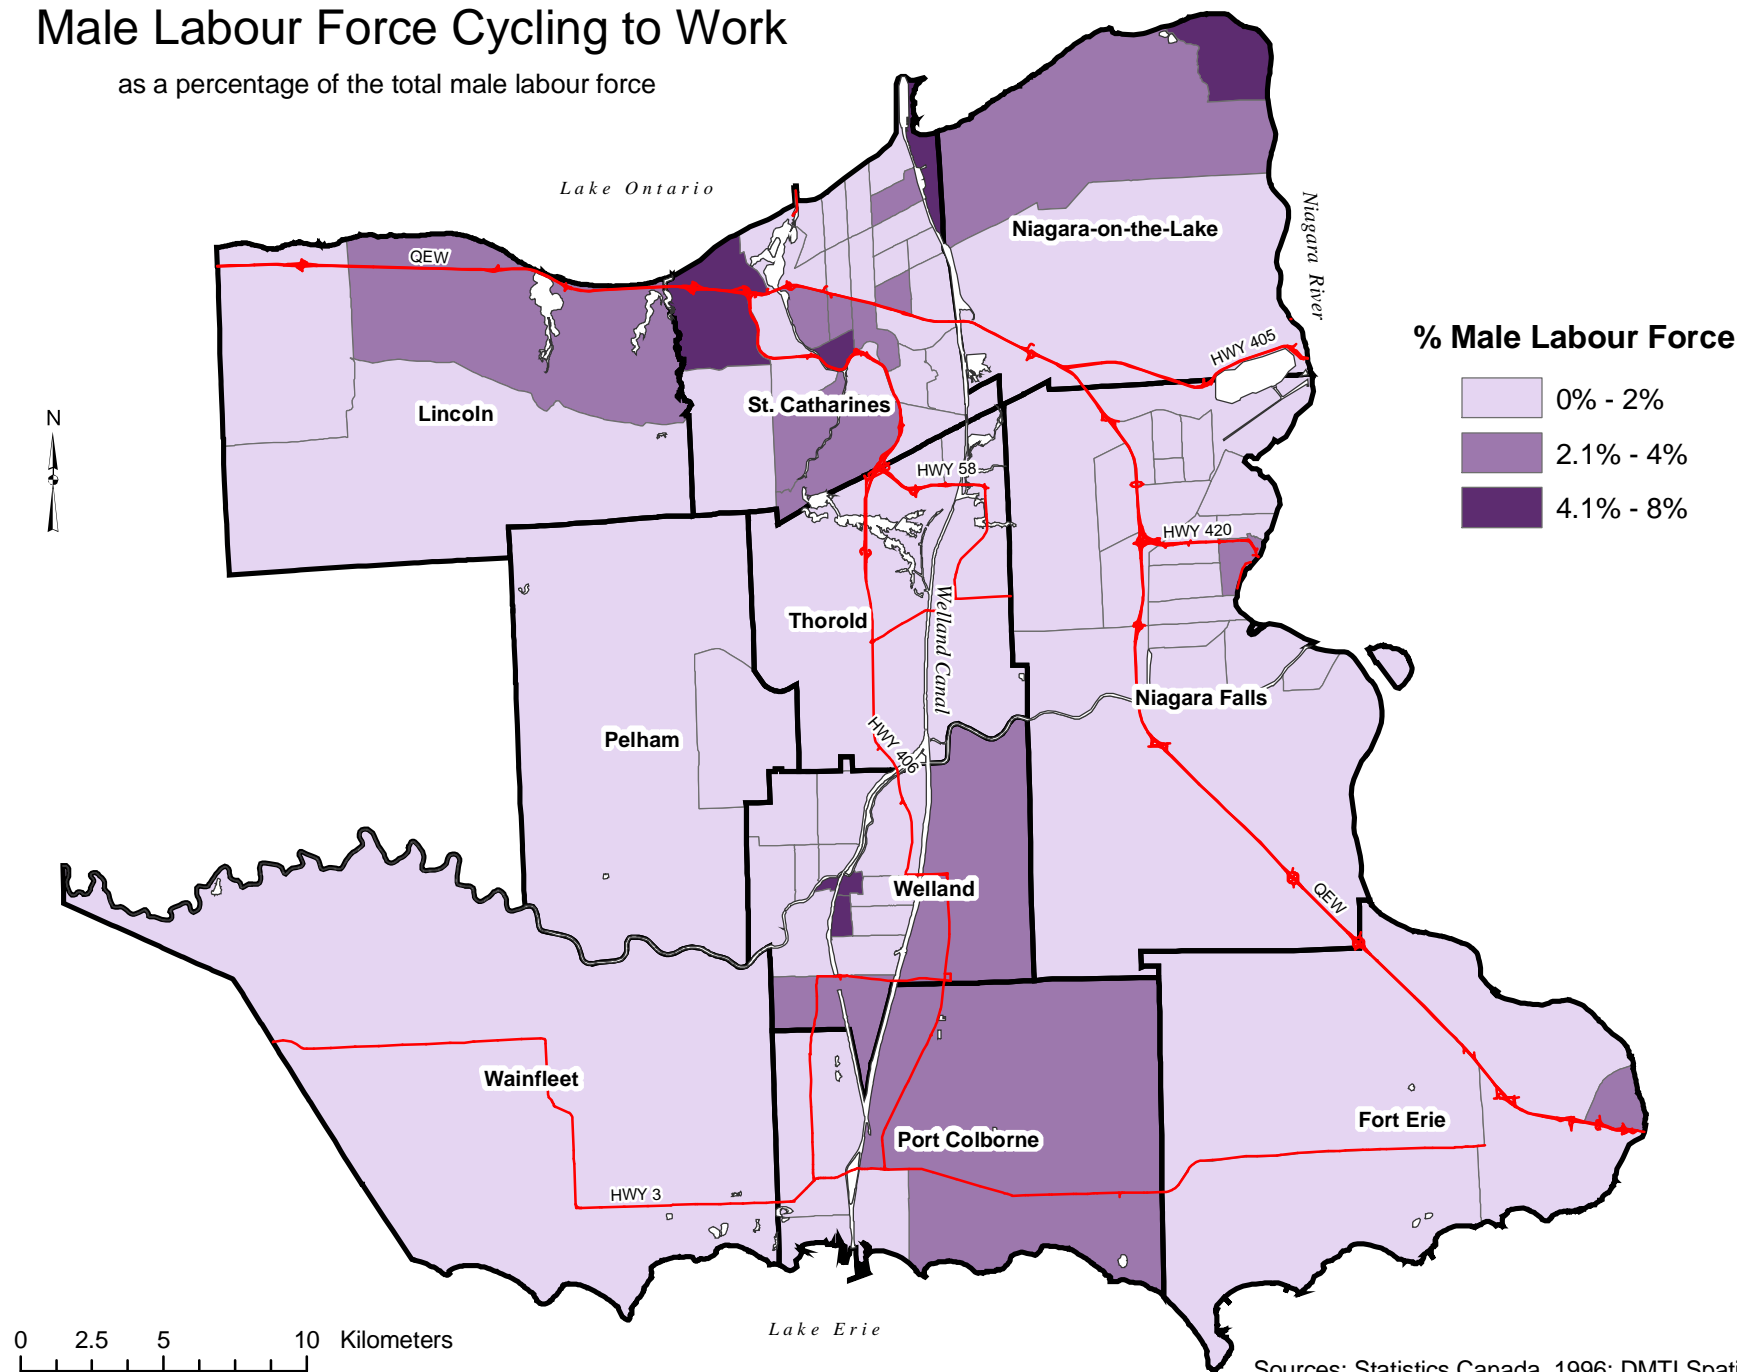 Male Labour Force Cycling to Work
as a percentage of the total male labour force
Lake Ontario
Niagara-on-the-Lake
Niagara River
QEW
HWY 405
% Male Labour Force
0% - 2%
2.1% - 4%
4.1% - 8%
N
Lincoln
St. Catharines
HWY 58
HWY 420
Thorold
Welland Canal
Niagara Falls
Pelham
HWY 406
Welland
QEW
Wainfleet
Fort Erie
Port Colborne
HWY 3
Lake Erie
0 2.5 5 10 Kilometers
Sources: Statistics Canada, 1996; DMTI Spati